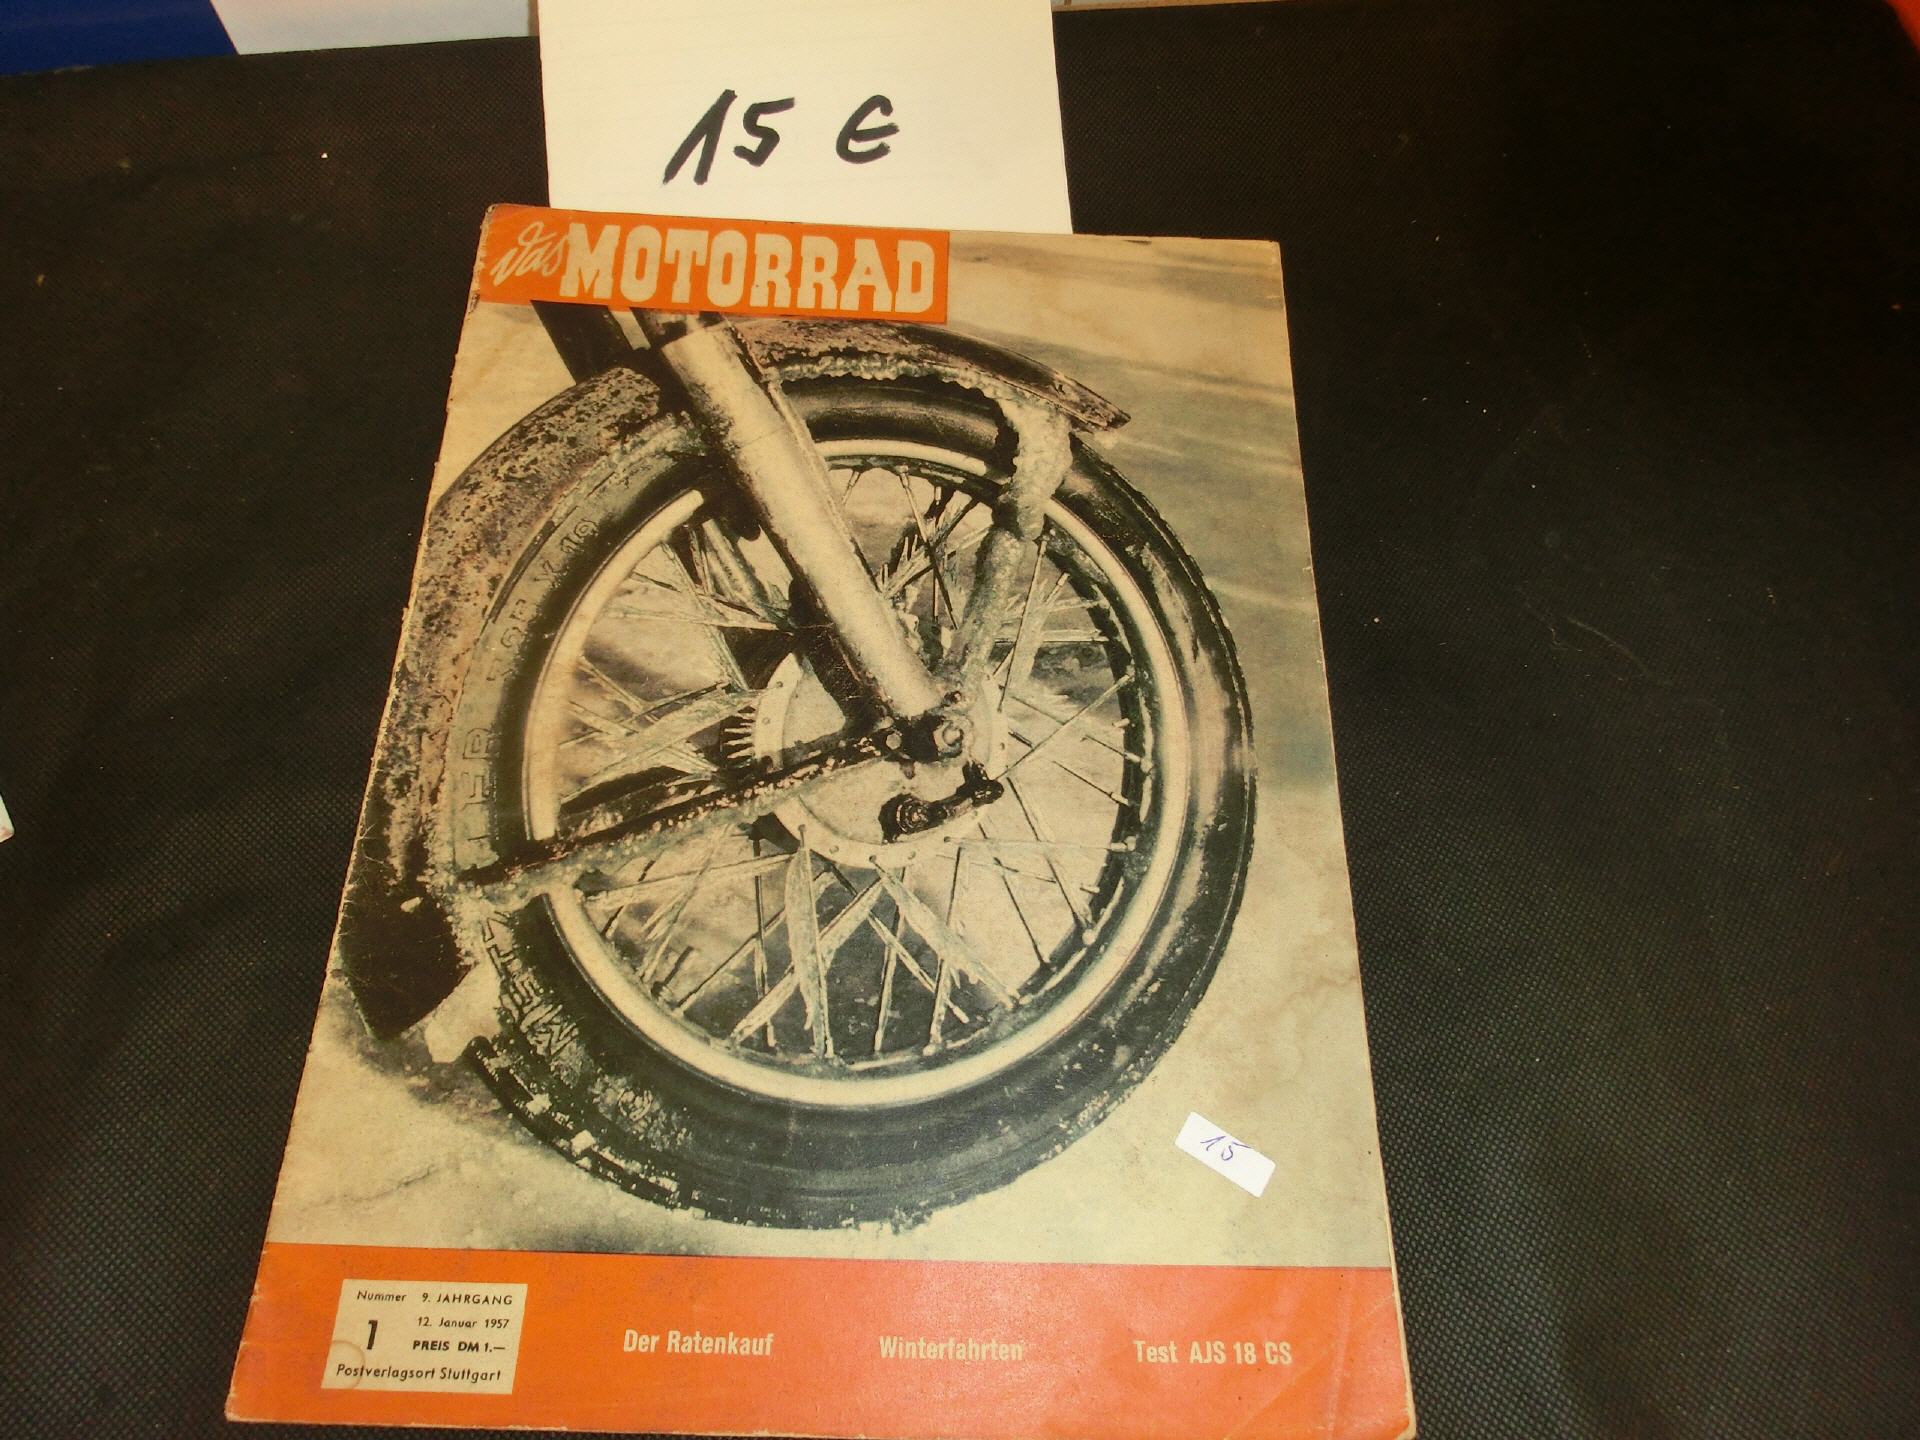 15 €
das MOTORRAD
METZ
15
Nummer 9. JAHRGANG
1 12. Januar 1957
PREIS DM 1.—
Postverlagsort Stuttgart
Der Ratenkauf Winterfahrten Test AJS 18 CS